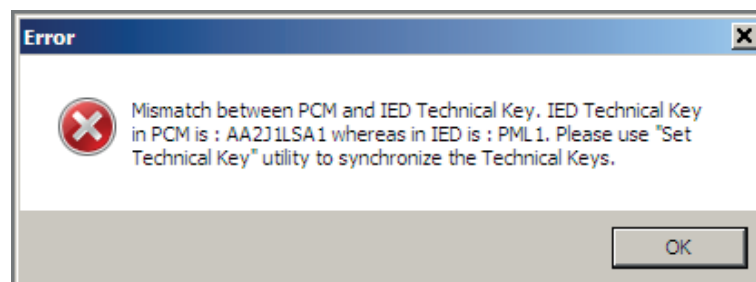 Error
Mismatch between PCM and IED Technical Key. IED Technical Key
in PCM is : AA2J1LSA1 whereas in IED is : PML1. Please use "Set
Technical Key" utility to synchronize the Technical Keys.
OK